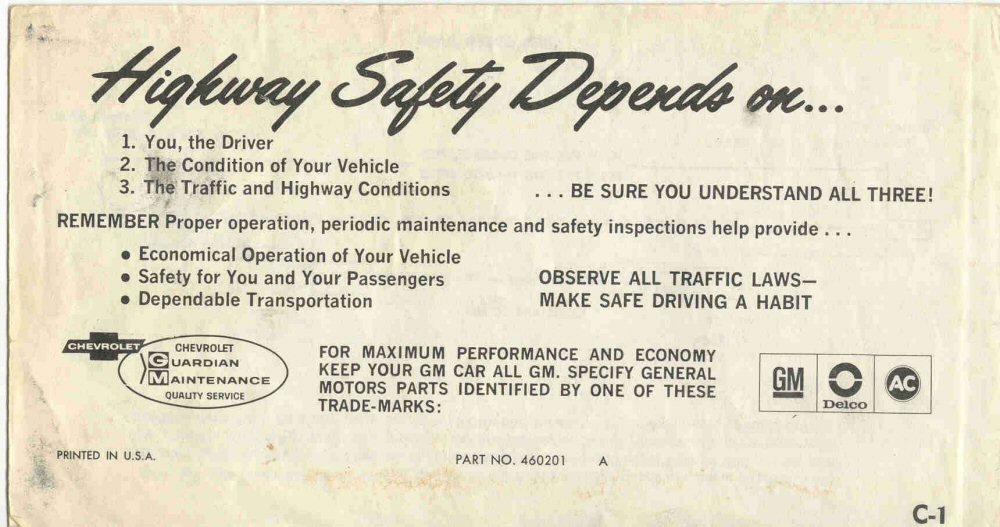 Highway Safety Depends on...
1. You, the Driver
2. The Condition of Your Vehicle
3. The Traffic and Highway Conditions ... BE SURE YOU UNDERSTAND ALL THREE!
REMEMBER Proper operation, periodic maintenance and safety inspections help provide ...
• Economical Operation of Your Vehicle
• Safety for You and Your Passengers
• Dependable Transportation
OBSERVE ALL TRAFFIC LAWS—
MAKE SAFE DRIVING A HABIT
CHEVROLET
CHEVROLET
GUARDIAN
MAINTENANCE
QUALITY SERVICE
FOR MAXIMUM PERFORMANCE AND ECONOMY
KEEP YOUR GM CAR ALL GM. SPECIFY GENERAL
MOTORS PARTS IDENTIFIED BY ONE OF THESE
TRADE-MARKS:
GM
Delco
AC
PRINTED IN U.S.A.
PART NO. 460201 A
C-1